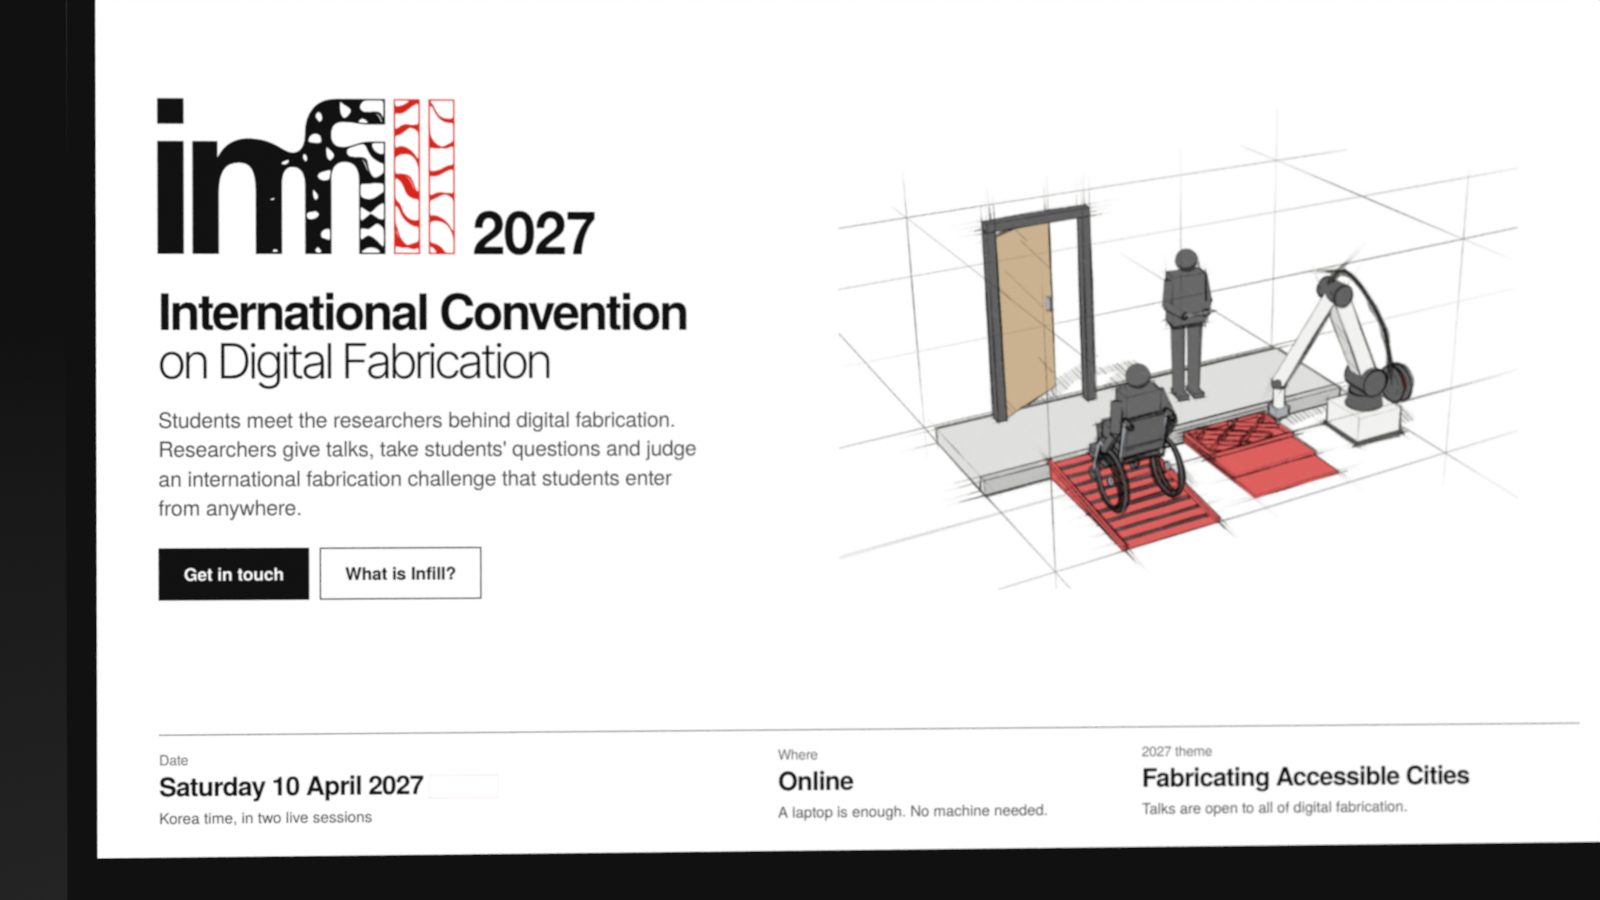 infill 2027
International Convention
on Digital Fabrication
Students meet the researchers behind digital fabrication.
Researchers give talks, take students' questions and judge
an international fabrication challenge that students enter
from anywhere.
Get in touch
What is Infill?
Date
Saturday 10 April 2027
Korea time, in two live sessions
Where
Online
A laptop is enough. No machine needed.
2027 theme
Fabricating Accessible Cities
Talks are open to all of digital fabrication.